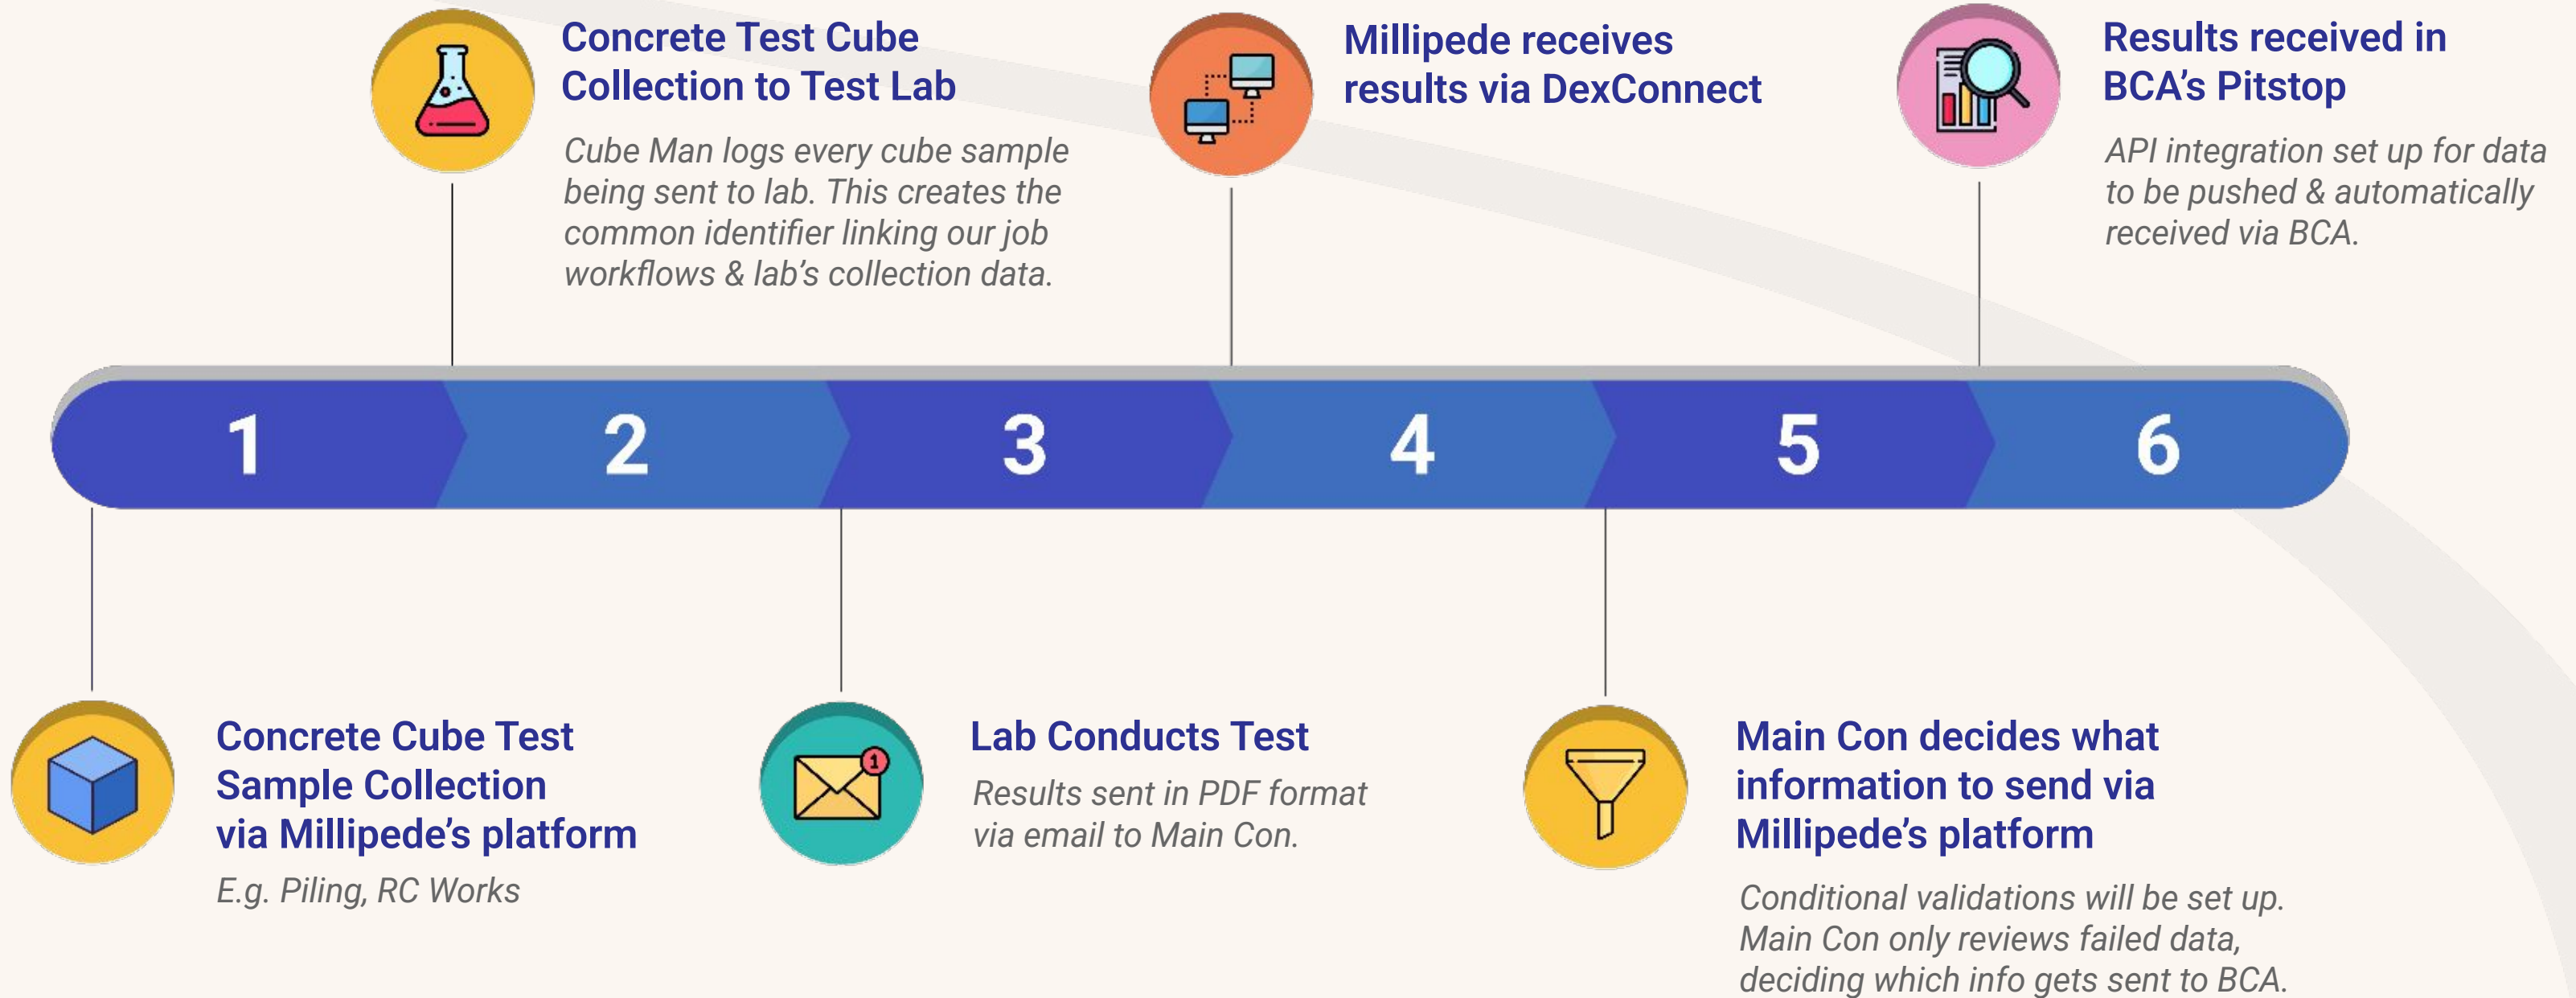 Concrete Test Cube
Collection to Test Lab
Cube Man logs every cube sample
being sent to lab. This creates the
common identifier linking our job
workflows & lab’s collection data.
Millipede receives
results via DexConnect
Results received in
BCA’s Pitstop
API integration set up for data
to be pushed & automatically
received via BCA.
1
2
3
4
5
6
Concrete Cube Test
Sample Collection
via Millipede’s platform
E.g. Piling, RC Works
1
Lab Conducts Test
Results sent in PDF format
via email to Main Con.
Main Con decides what
information to send via
Millipede’s platform
Conditional validations will be set up.
Main Con only reviews failed data,
deciding which info gets sent to BCA.